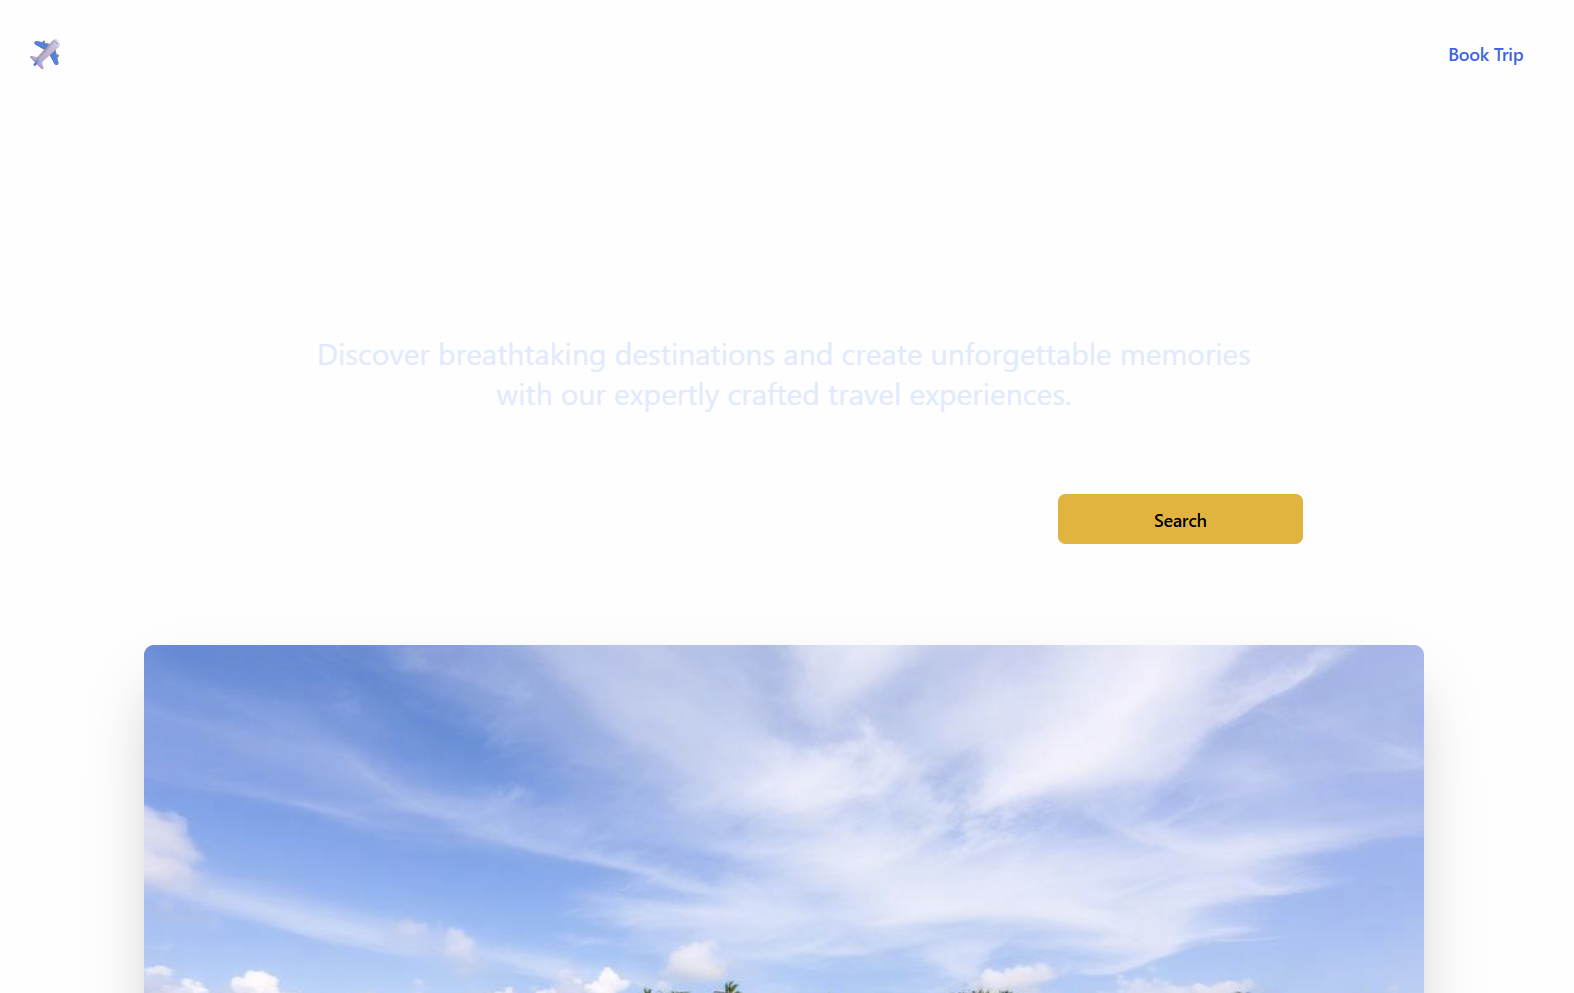 Book Trip
Discover breathtaking destinations and create unforgettable memories
with our expertly crafted travel experiences.
Search